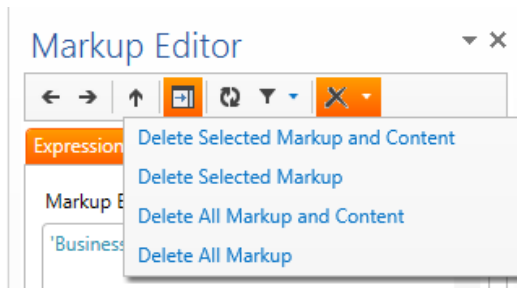 Markup Editor
Expression
Delete Selected Markup and Content
Delete Selected Markup
Markup E
Delete All Markup and Content
'Business
Delete All Markup